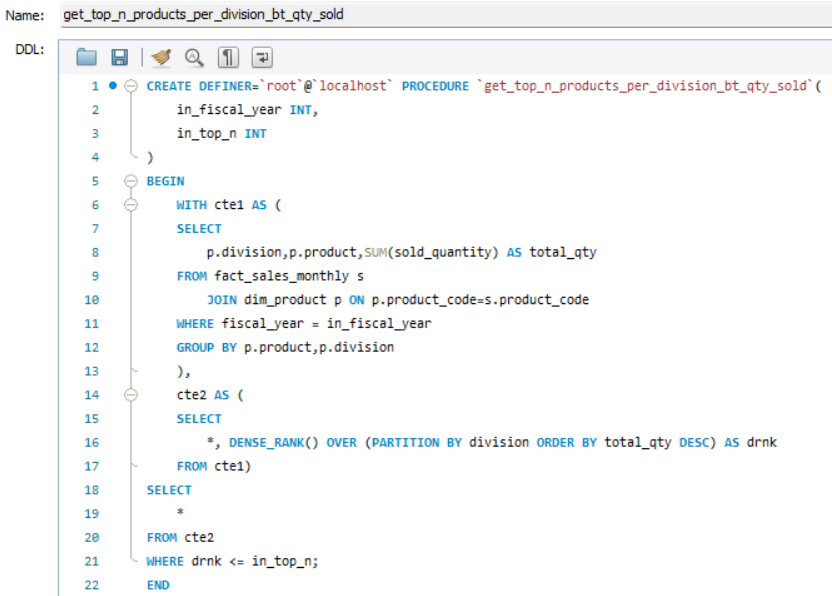 Name: get_top_n_products_per_division_bt_qty_sold
DDL:
1 CREATE DEFINER=`root`@`localhost` PROCEDURE `get_top_n_products_per_division_bt_qty_sold`(
2 in_fiscal_year INT,
3 in_top_n INT
4 )
5 BEGIN
6 WITH cte1 AS (
7 SELECT
8 p.division,p.product,SUM(sold_quantity) AS total_qty
9 FROM fact_sales_monthly s
10 JOIN dim_product p ON p.product_code=s.product_code
11 WHERE fiscal_year = in_fiscal_year
12 GROUP BY p.product,p.division
13 ),
14 cte2 AS (
15 SELECT
16 *, DENSE_RANK() OVER (PARTITION BY division ORDER BY total_qty DESC) AS drnk
17 FROM cte1)
18 SELECT
19 *
20 FROM cte2
21 WHERE drnk <= in_top_n;
22 END